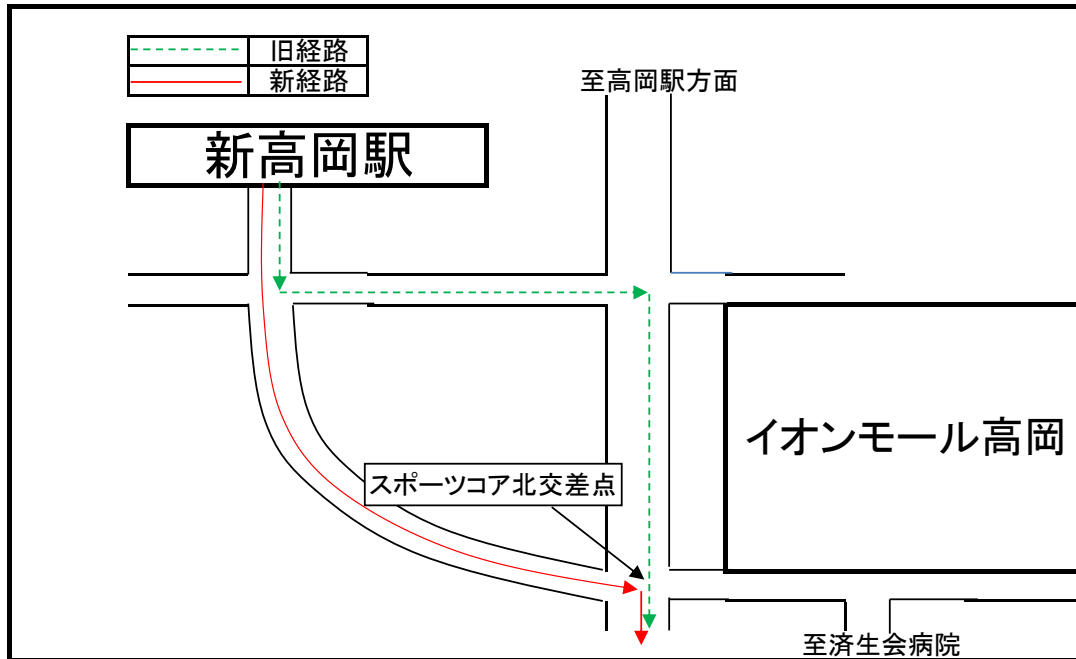 旧経路
新経路
至高岡駅方面
新高岡駅
イオンモール高岡
スポーツコア北交差点
至済生会病院